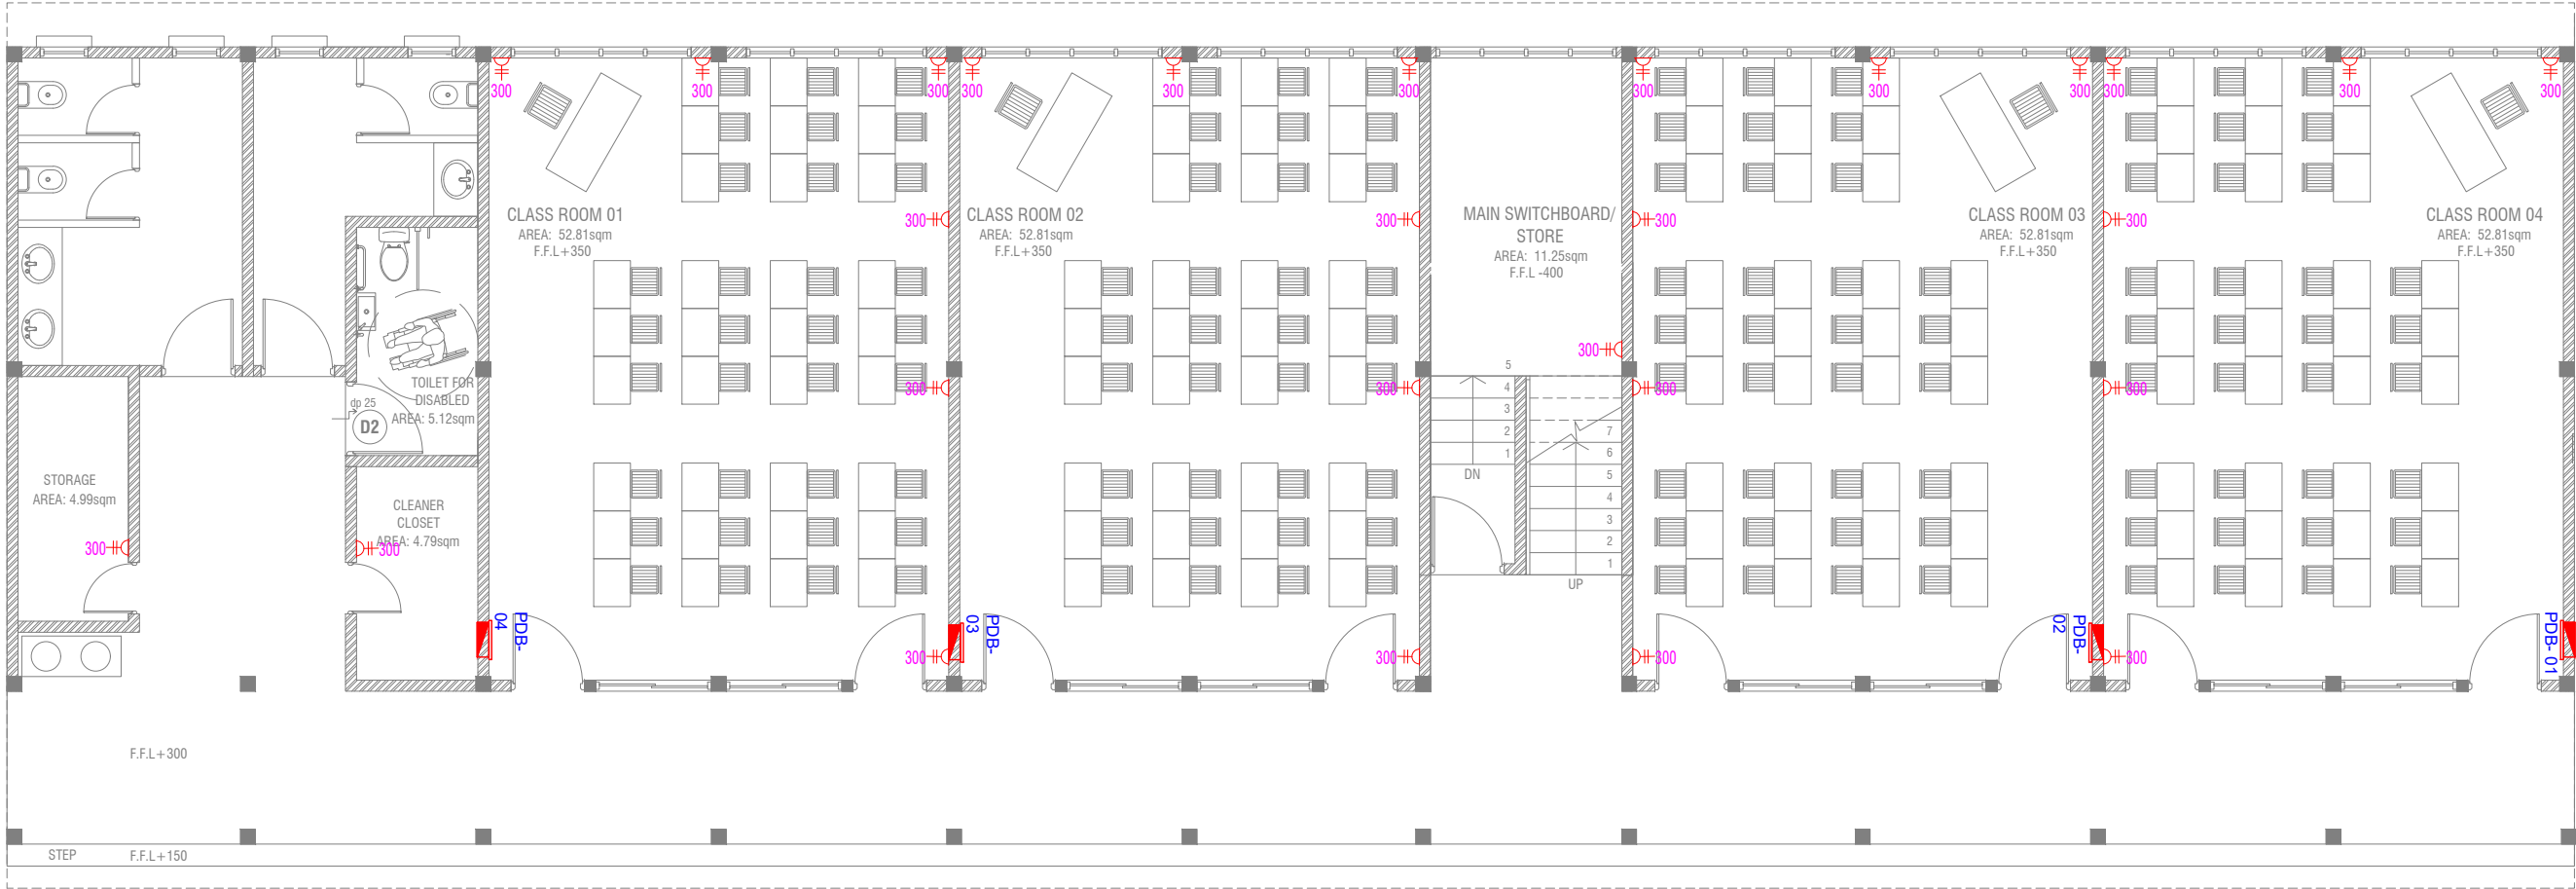 300
300
300
300
300
300
300
300
300
300
300
300
CLASS ROOM 01
AREA: 52.81sqm
F.F.L+350
CLASS ROOM 02
AREA: 52.81sqm
F.F.L+350
MAIN SWITCHBOARD/
STORE
AREA: 11.25sqm
F.F.L -400
CLASS ROOM 03
AREA: 52.81sqm
F.F.L+350
CLASS ROOM 04
AREA: 52.81sqm
F.F.L+350
300
300
300
300
300
TOILET FOR
DISABLED
AREA: 5.12sqm
dp 25
D2
300
300
300
300
5
4
3
2
1
DN
7
6
5
4
3
2
1
UP
STORAGE
AREA: 4.99sqm
300
CLEANER
CLOSET
AREA: 4.79sqm
300
PDB-
04
PDB-
03
PDB-
02
PDB- 01
300
300
300
300
F.F.L+300
STEP
F.F.L+150